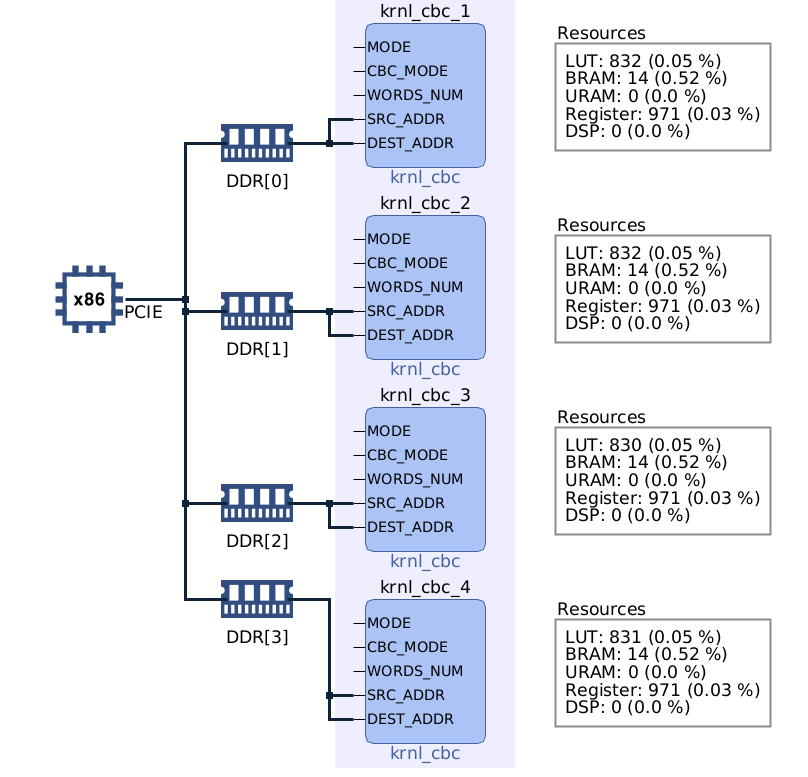 krnl_cbc_1
MODE
CBC_MODE
WORDS_NUM
SRC_ADDR
DEST_ADDR
krnl_cbc
Resources
LUT: 832 (0.05 %)
BRAM: 14 (0.52 %)
URAM: 0 (0.0 %)
Register: 971 (0.03 %)
DSP: 0 (0.0 %)
DDR[0]
krnl_cbc_2
MODE
CBC_MODE
WORDS_NUM
SRC_ADDR
DEST_ADDR
krnl_cbc
Resources
LUT: 832 (0.05 %)
BRAM: 14 (0.52 %)
URAM: 0 (0.0 %)
Register: 971 (0.03 %)
DSP: 0 (0.0 %)
x86
PCIE
DDR[1]
krnl_cbc_3
MODE
CBC_MODE
WORDS_NUM
SRC_ADDR
DEST_ADDR
krnl_cbc
Resources
LUT: 830 (0.05 %)
BRAM: 14 (0.52 %)
URAM: 0 (0.0 %)
Register: 971 (0.03 %)
DSP: 0 (0.0 %)
DDR[2]
krnl_cbc_4
MODE
CBC_MODE
WORDS_NUM
SRC_ADDR
DEST_ADDR
krnl_cbc
Resources
LUT: 831 (0.05 %)
BRAM: 14 (0.52 %)
URAM: 0 (0.0 %)
Register: 971 (0.03 %)
DSP: 0 (0.0 %)
DDR[3]